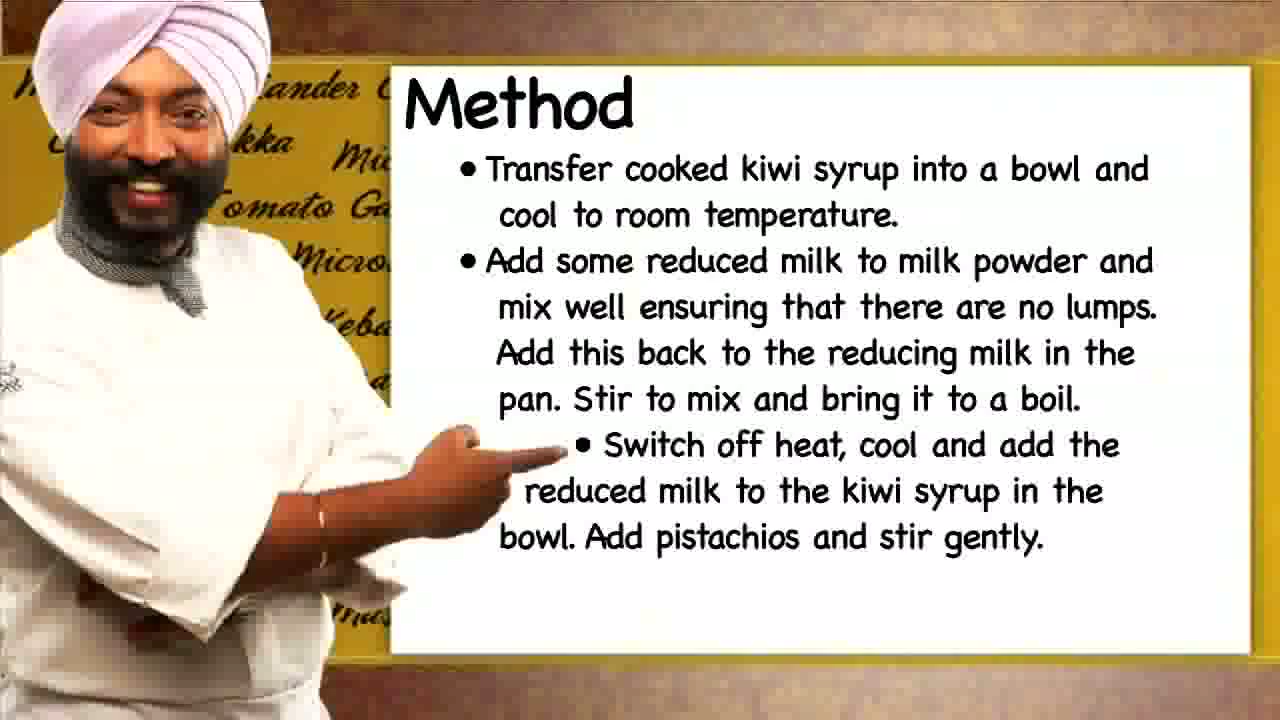 Method
• Transfer cooked kiwi syrup into a bowl and
cool to room temperature.
• Add some reduced milk to milk powder and
mix well ensuring that there are no lumps.
Add this back to the reducing milk in the
pan. Stir to mix and bring it to a boil.
• Switch off heat, cool and add the
reduced milk to the kiwi syrup in the
bowl. Add pistachios and stir gently.
Tomato